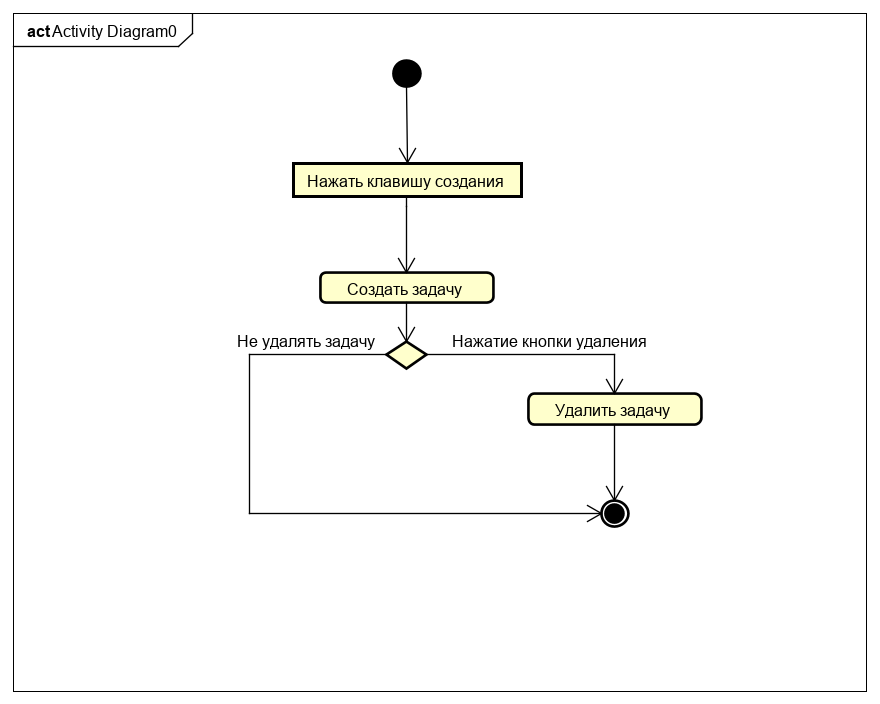 act Activity Diagram0
Нажать клавишу создания
Создать задачу
Не удалять задачу
Нажатие кнопки удаления
Удалить задачу